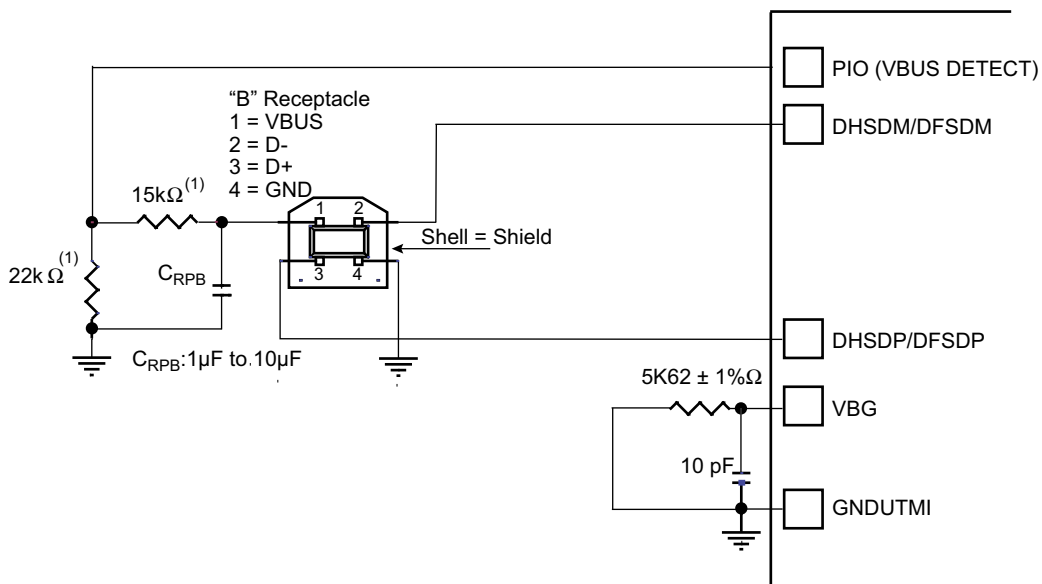 PIO (VBUS DETECT)
"B" Receptacle
1 = VBUS
2 = D-
3 = D+
4 = GND
DHSDM/DFSDM
15kΩ(1)
1 2
Shell = Shield
22k Ω(1)
CRPB
3 4
CRPB:1µF to 10µF
DHSDP/DFSDP
5K62 ± 1%Ω
VBG
10 pF
GNDUTMI